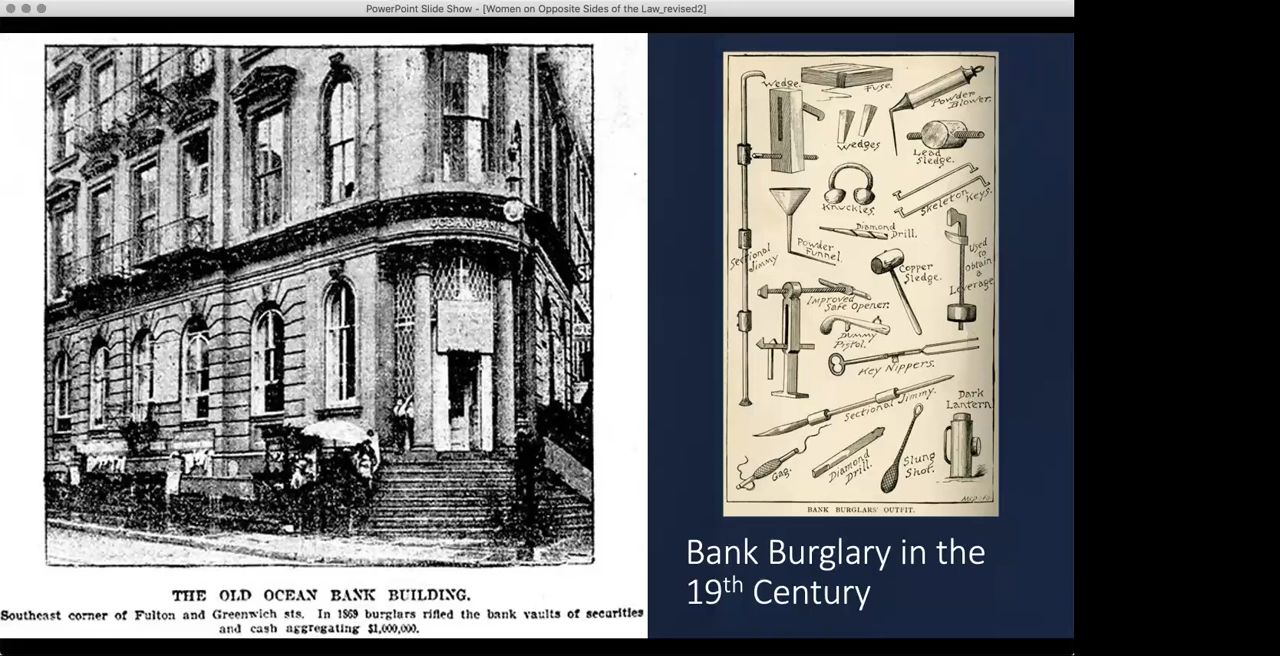 PowerPoint Slide Show - [Women on Opposite Sides of the Law_revised2]
OCEAN BANK
THE OLD OCEAN BANK BUILDING.
Southeast corner of Fulton and Greenwich sts. In 1869 burglars rifled the bank vaults of securities
and cash aggregating $1,000,000.
Wedge.
Fuse.
Powder
Blower.
Wedges
Lead
Sledge.
Knuckles.
Skeleton Keys.
Diamond
Drill.
Sectional
Jimmy
Powder
Funnel.
Copper
Sledge.
Used
to
obtain
a
Leverage
Improved
Safe Opener.
Dummy
Pistol.
Key Nippers.
Sectional Jimmy.
Dark
Lantern
Gag.
Diamond
Drill.
Slung
Shot.
BANK BURGLARS' OUTFIT.
Bank Burglary in the
19th Century